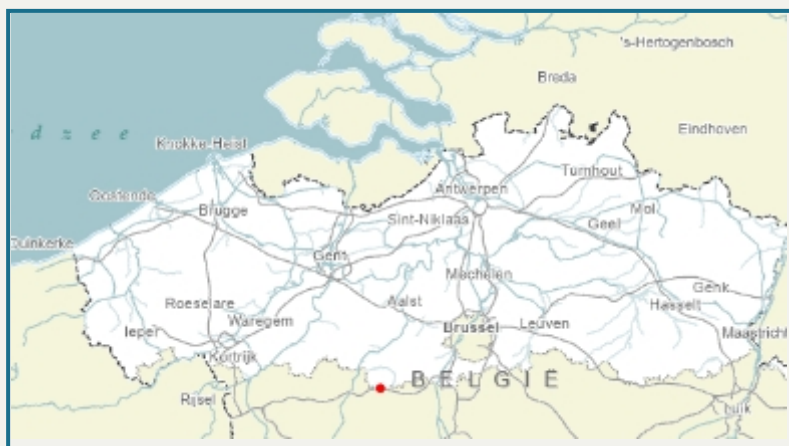 's-Hertogenbosch
Breda
Eindhoven
d z e e
Knokke-Heist
Turnhout
Antwerpen
Oostende
Brugge
Sint-Niklaas
Geel
Mol
Duinkerke
Gent
Mechelen
Genk
Roeselare
Aalst
Hasselt
Ieper
Waregem
Brussel
Leuven
Maastricht
Kortrijk
BELGIË
Rijsel
Luik